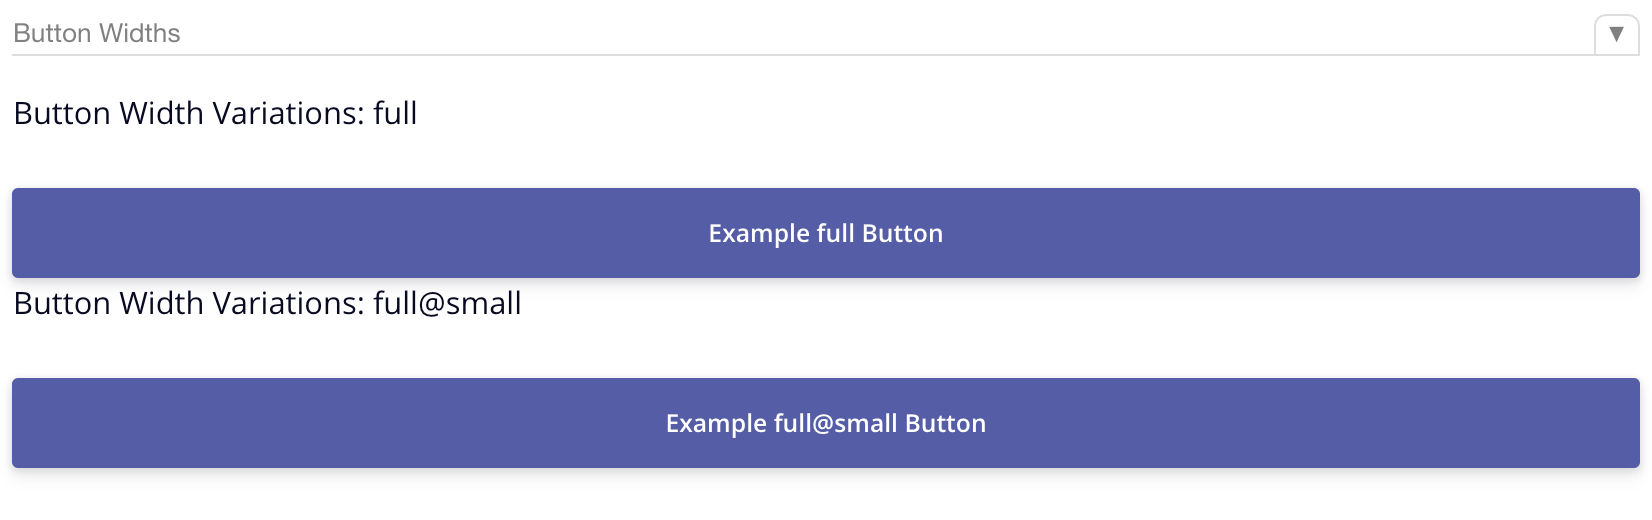 Button Widths
▼
Button Width Variations: full
Example full Button
Button Width Variations: full@small
Example full@small Button